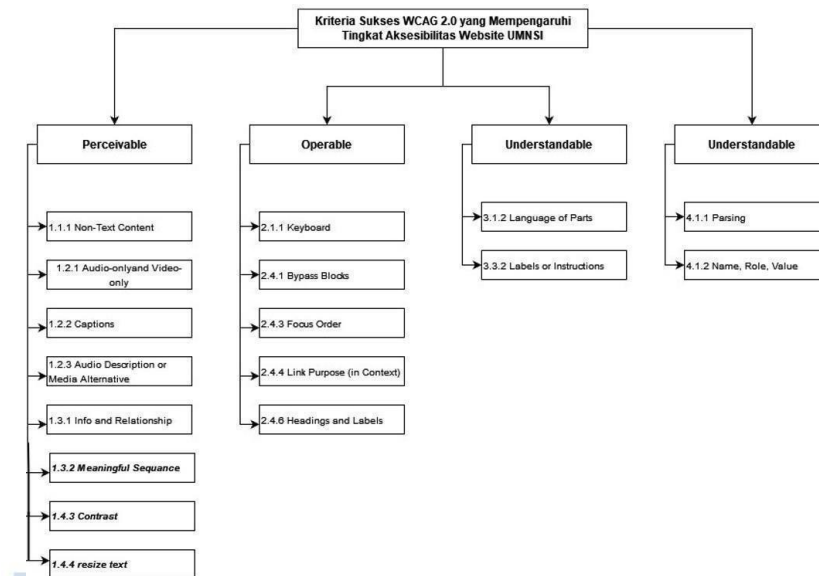 Kriteria Sukses WCAG 2.0 yang Mempengaruhi
Tingkat Aksesibilitas Website UMNSI
Perceivable
1.1.1 Non-Text Content
1.2.1 Audio-onlyand Video-
only
1.2.2 Captions
1.2.3 Audio Description or
Media Alternative
1.3.1 Info and Relationship
1.3.2 Meaningful Sequence
1.4.3 Contrast
1.4.4 resize text
Operable
2.1.1 Keyboard
2.4.1 Bypass Blocks
2.4.3 Focus Order
2.4.4 Link Purpose (in Context)
2.4.6 Headings and Labels
Understandable
3.1.2 Language of Parts
3.3.2 Labels or Instructions
Understandable
4.1.1 Parsing
4.1.2 Name, Role, Value